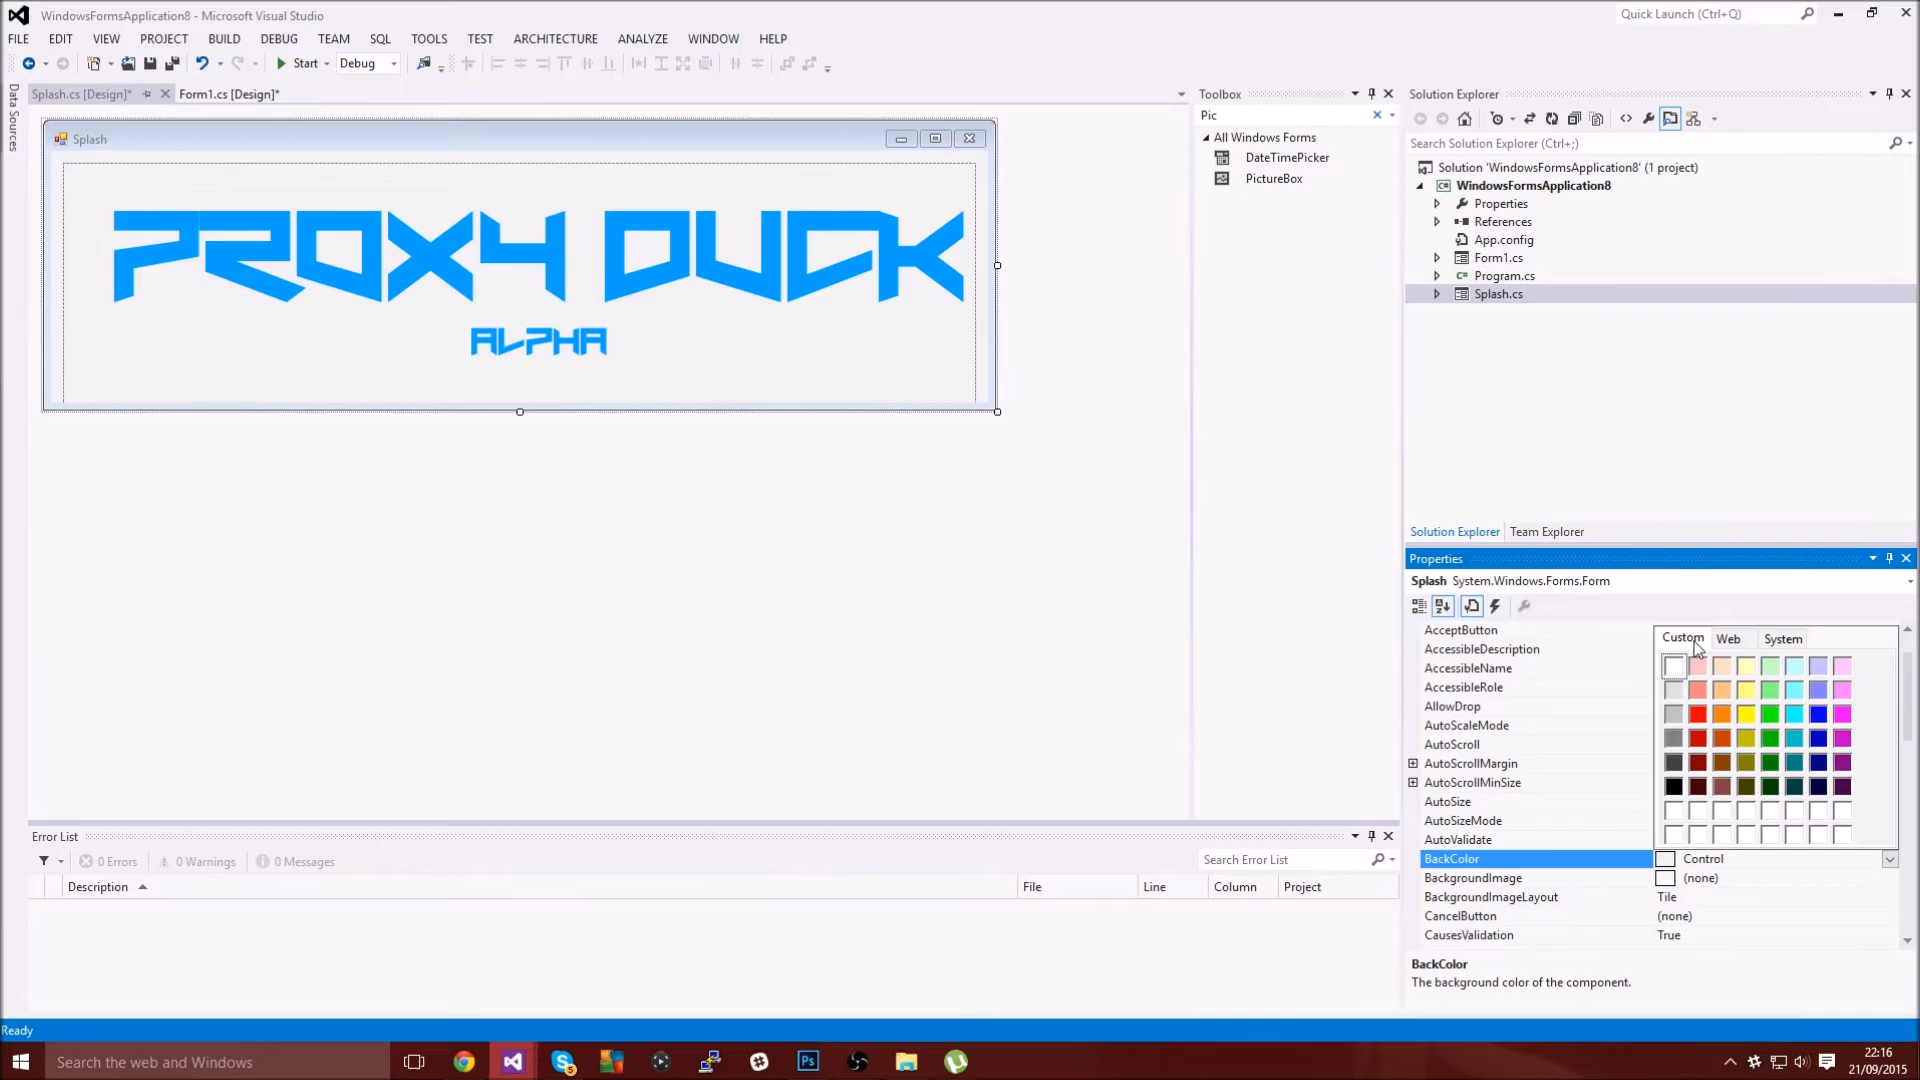 WindowsFormsApplication8 - Microsoft Visual Studio
Quick Launch (Ctrl+Q)
FILE EDIT VIEW PROJECT BUILD DEBUG TEAM SQL TOOLS TEST ARCHITECTURE ANALYZE WINDOW HELP
Start Debug
Data Sources
Splash.cs [Design]* Form1.cs [Design]*
Splash
PROX4 DUCK
ALPHA
Toolbox
Pic
All Windows Forms
DateTimePicker
PictureBox
Solution Explorer
Search Solution Explorer (Ctrl+;)
Solution 'WindowsFormsApplication8' (1 project)
WindowsFormsApplication8
Properties
References
App.config
Form1.cs
Program.cs
Splash.cs
Solution Explorer Team Explorer
Properties
Splash System.Windows.Forms.Form
AcceptButton
AccessibleDescription
AccessibleName
AccessibleRole
AllowDrop
AutoScaleMode
AutoScroll
AutoScrollMargin
AutoScrollMinSize
AutoSize
AutoSizeMode
AutoValidate
Custom Web System
BackColor Control
BackgroundImage (none)
BackgroundImageLayout Tile
CancelButton (none)
CausesValidation True
BackColor
The background color of the component.
Error List
0 Errors 0 Warnings 0 Messages
Search Error List
Description File Line Column Project
Ready
Search the web and Windows
22:16
21/09/2015